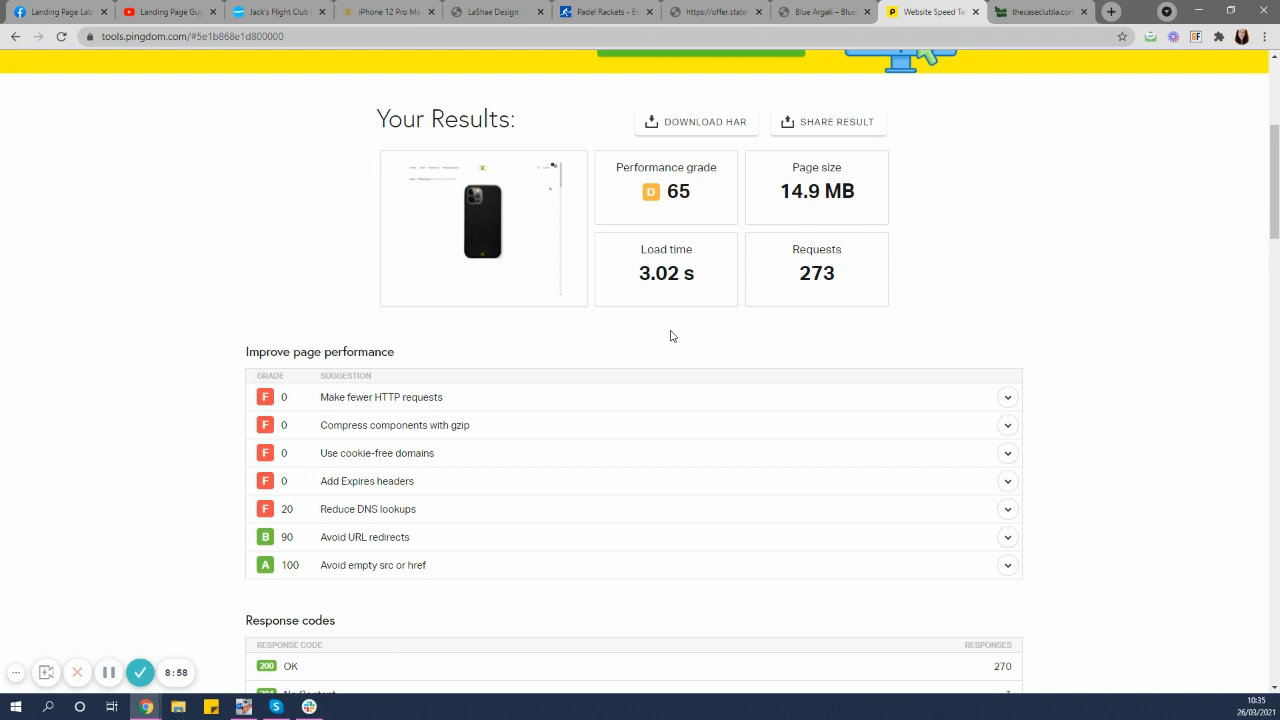 Landing Page Lab
Landing Page Guy
Jack's Flight Club
iPhone 12 Pro Ma
LaShae Design
Padel Rackets - E
https://offer.state
Blue Angel – Blue
Website Speed Te
thecaseclubla.com
tools.pingdom.com/#5e1b868e1d800000
Your Results:
DOWNLOAD HAR
SHARE RESULT
Performance grade
D 65
Page size
14.9 MB
Load time
3.02 s
Requests
273
Improve page performance
GRADE SUGGESTION
F 0 Make fewer HTTP requests
F 0 Compress components with gzip
F 0 Use cookie-free domains
F 0 Add Expires headers
F 20 Reduce DNS lookups
B 90 Avoid URL redirects
A 100 Avoid empty src or href
Response codes
RESPONSE CODE RESPONSES
200 OK 270
8:58
10:35
26/03/2021